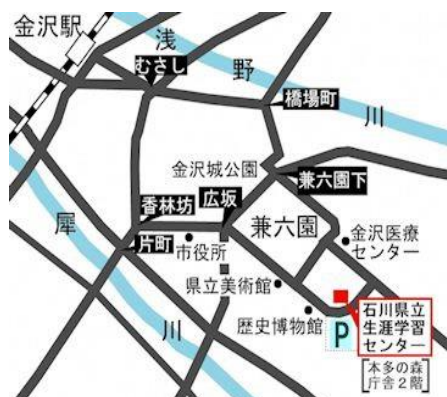 金沢駅
浅
野
川
むさし
橋場町
金沢城公園
兼六園下
香林坊
広坂
兼六園
金沢医療
センター
片町
市役所
犀
川
県立美術館
歴史博物館
P
石川県立
生涯学習
センター
本多の森
庁舎2階